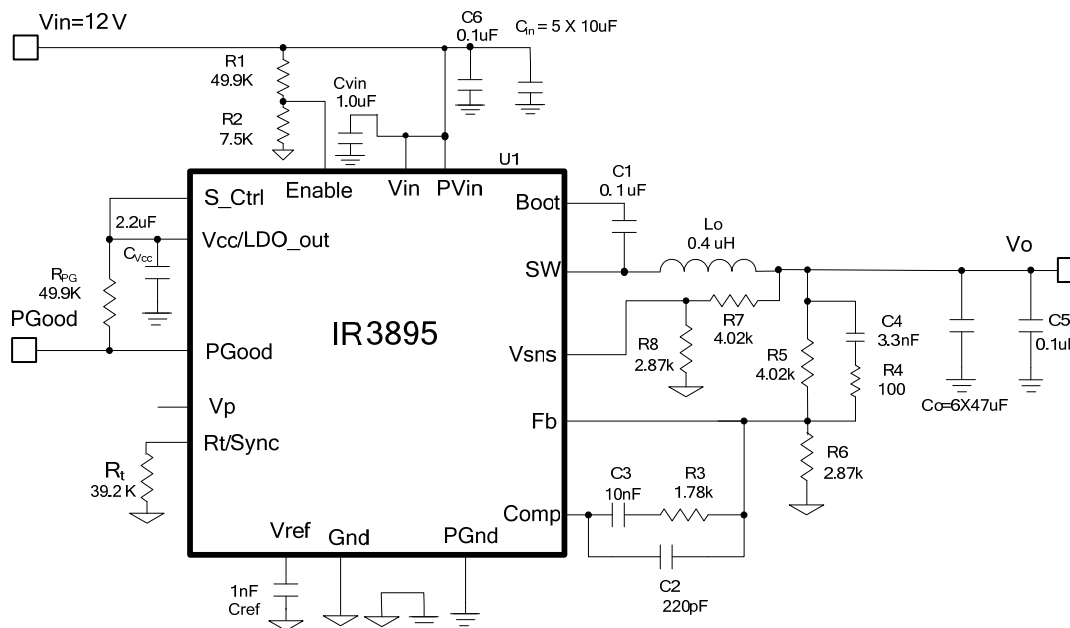 Vin=12 V
C6
0.1uF
Cin = 5 X 10uF
R1
49.9K
Cvin
1.0uF
R2
7.5K
U1
Enable
Vin
PVin
S_Ctrl
Boot
C1
0.1uF
2.2uF
Vcc/LDO_out
CVcc
Lo
0.4 uH
Vo
SW
RPG
49.9K
PGood
IR3895
R7
4.02k
R8
2.87k
C4
3.3nF
C5
0.1u
R5
4.02k
R4
100
PGood
Vsns
Co=6X47uF
Vp
Fb
Rt/Sync
Rt
39.2 K
R6
2.87k
C3
10nF
R3
1.78k
Comp
Vref
Gnd
PGnd
1nF
Cref
C2
220pF